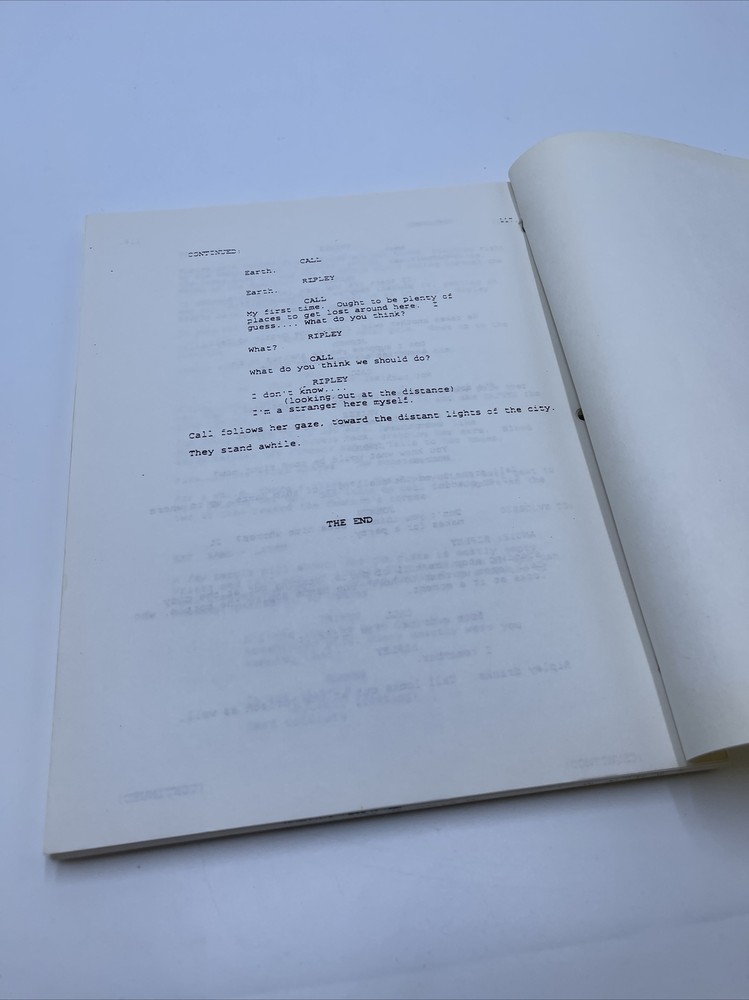 CONTINUED:
CALL
Earth.
RIPLEY
Earth.
CALL
My first time. Ought to be plenty of
places to get lost around here. I
guess.... What do you think?
RIPLEY
What?
CALL
What do you think we should do?
RIPLEY
I don't know....
(looking out at the distance)
I'm a stranger here myself.
Call follows her gaze, toward the distant lights of the city.
They stand awhile.
THE END